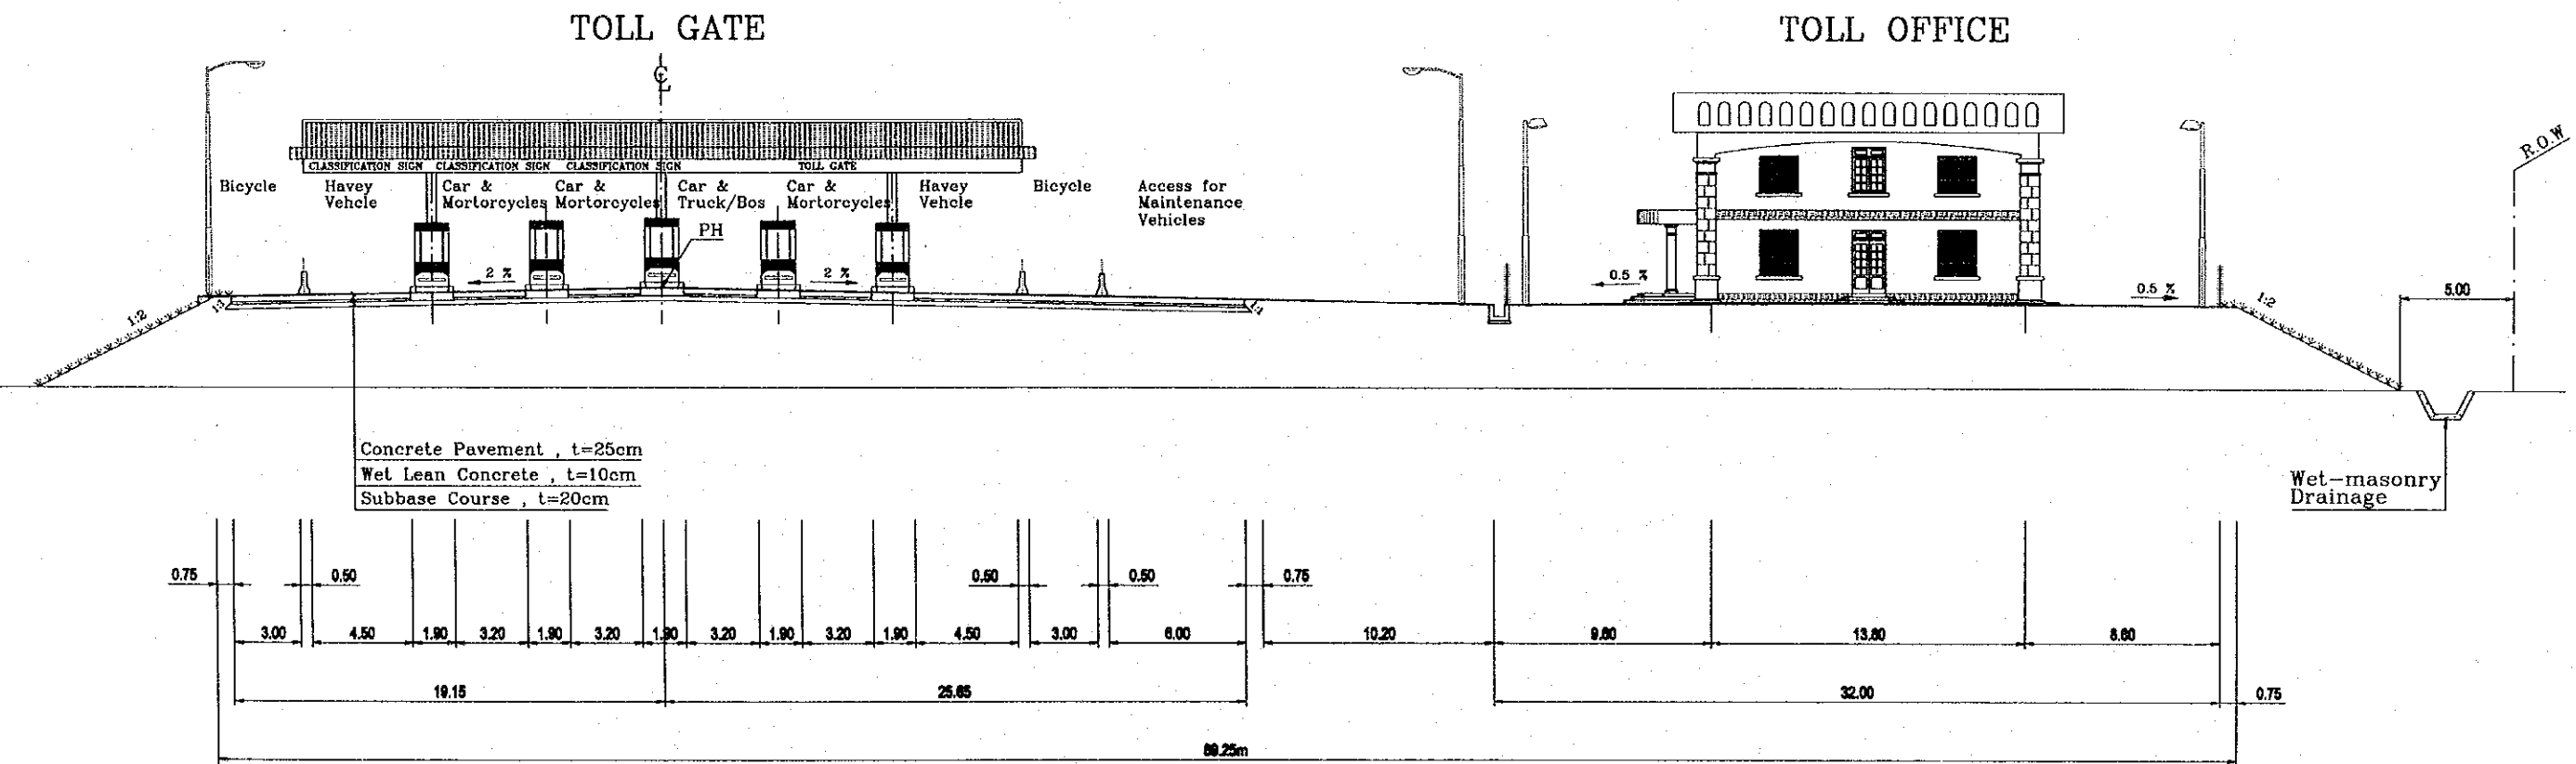 TOLL GATE
TOLL OFFICE
℄
R.O.W
CLASSIFICATION SIGN CLASSIFICATION SIGN CLASSIFICATION SIGN TOLL GATE
Bicycle
Havey
Vehcle
Car &
Mortorcycles
Car &
Mortorcycles
Car &
Truck/Bos
Car &
Mortorcycles
Havey
Vehcle
Bicycle
Access for
Maintenance
Vehicles
PH
2 %
2 %
0.5 %
0.5 %
5.00
1:2
1:1
1:2
Concrete Pavement , t=25cm
Wet Lean Concrete , t=10cm
Subbase Course , t=20cm
Wet-masonry
Drainage
0.75 0.50 0.50 0.50 0.75
3.00 4.50 1.90 3.20 1.90 3.20 1.90 3.20 1.90 3.20 1.90 4.50 3.00 6.00 10.20 9.60 13.80 8.60
19.15 25.65 32.00 0.75
89.25m